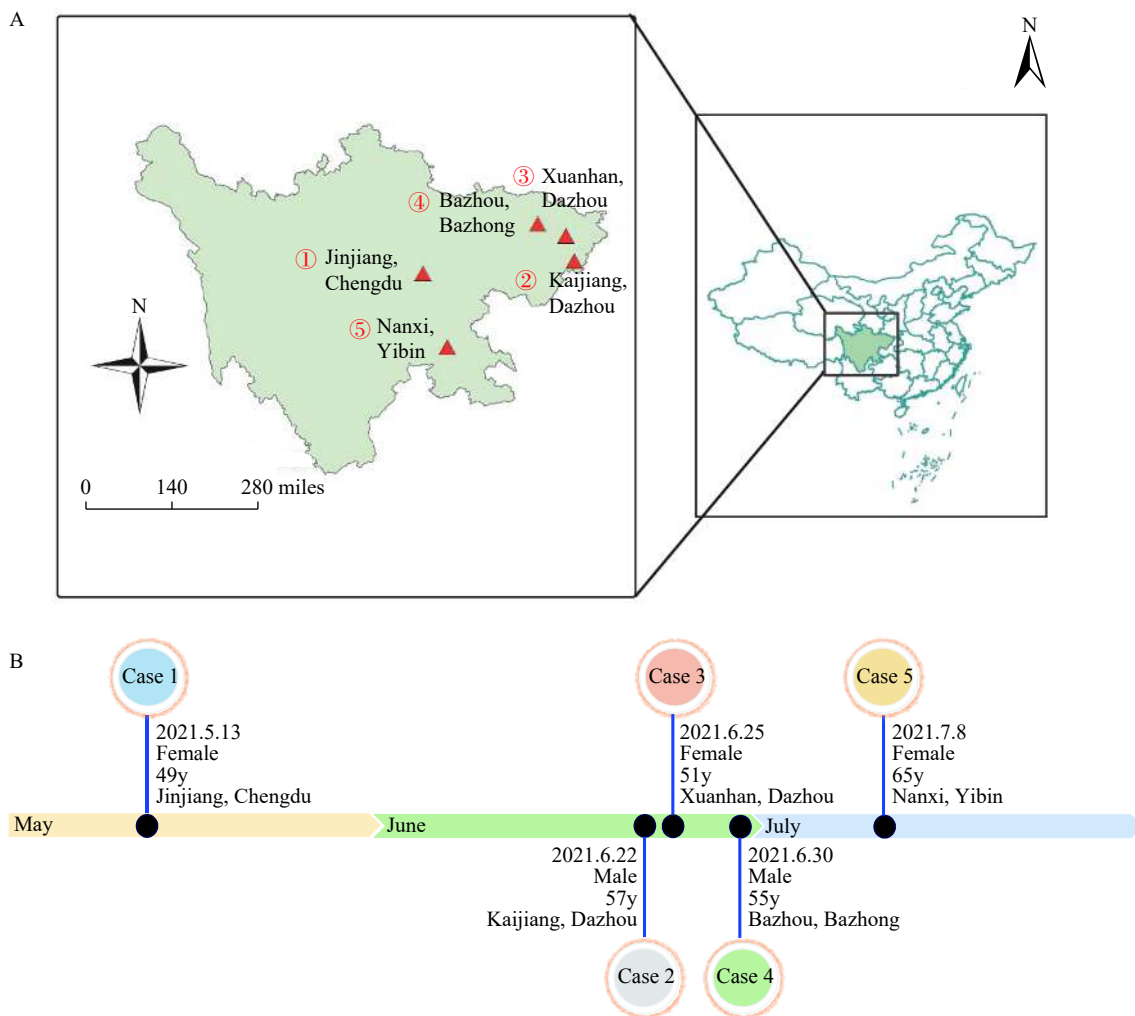 A
N
③ Xuanhan,
Dazhou
④ Bazhou,
Bazhong
① Jinjiang,
Chengdu
② Kaijiang,
Dazhou
⑤ Nanxi,
Yibin
N
0 140 280 miles
B
Case 1
2021.5.13
Female
49y
Jinjiang, Chengdu
Case 3
2021.6.25
Female
51y
Xuanhan, Dazhou
Case 5
2021.7.8
Female
65y
Nanxi, Yibin
May
June
July
2021.6.22
Male
57y
Kaijiang, Dazhou
Case 2
2021.6.30
Male
55y
Bazhou, Bazhong
Case 4